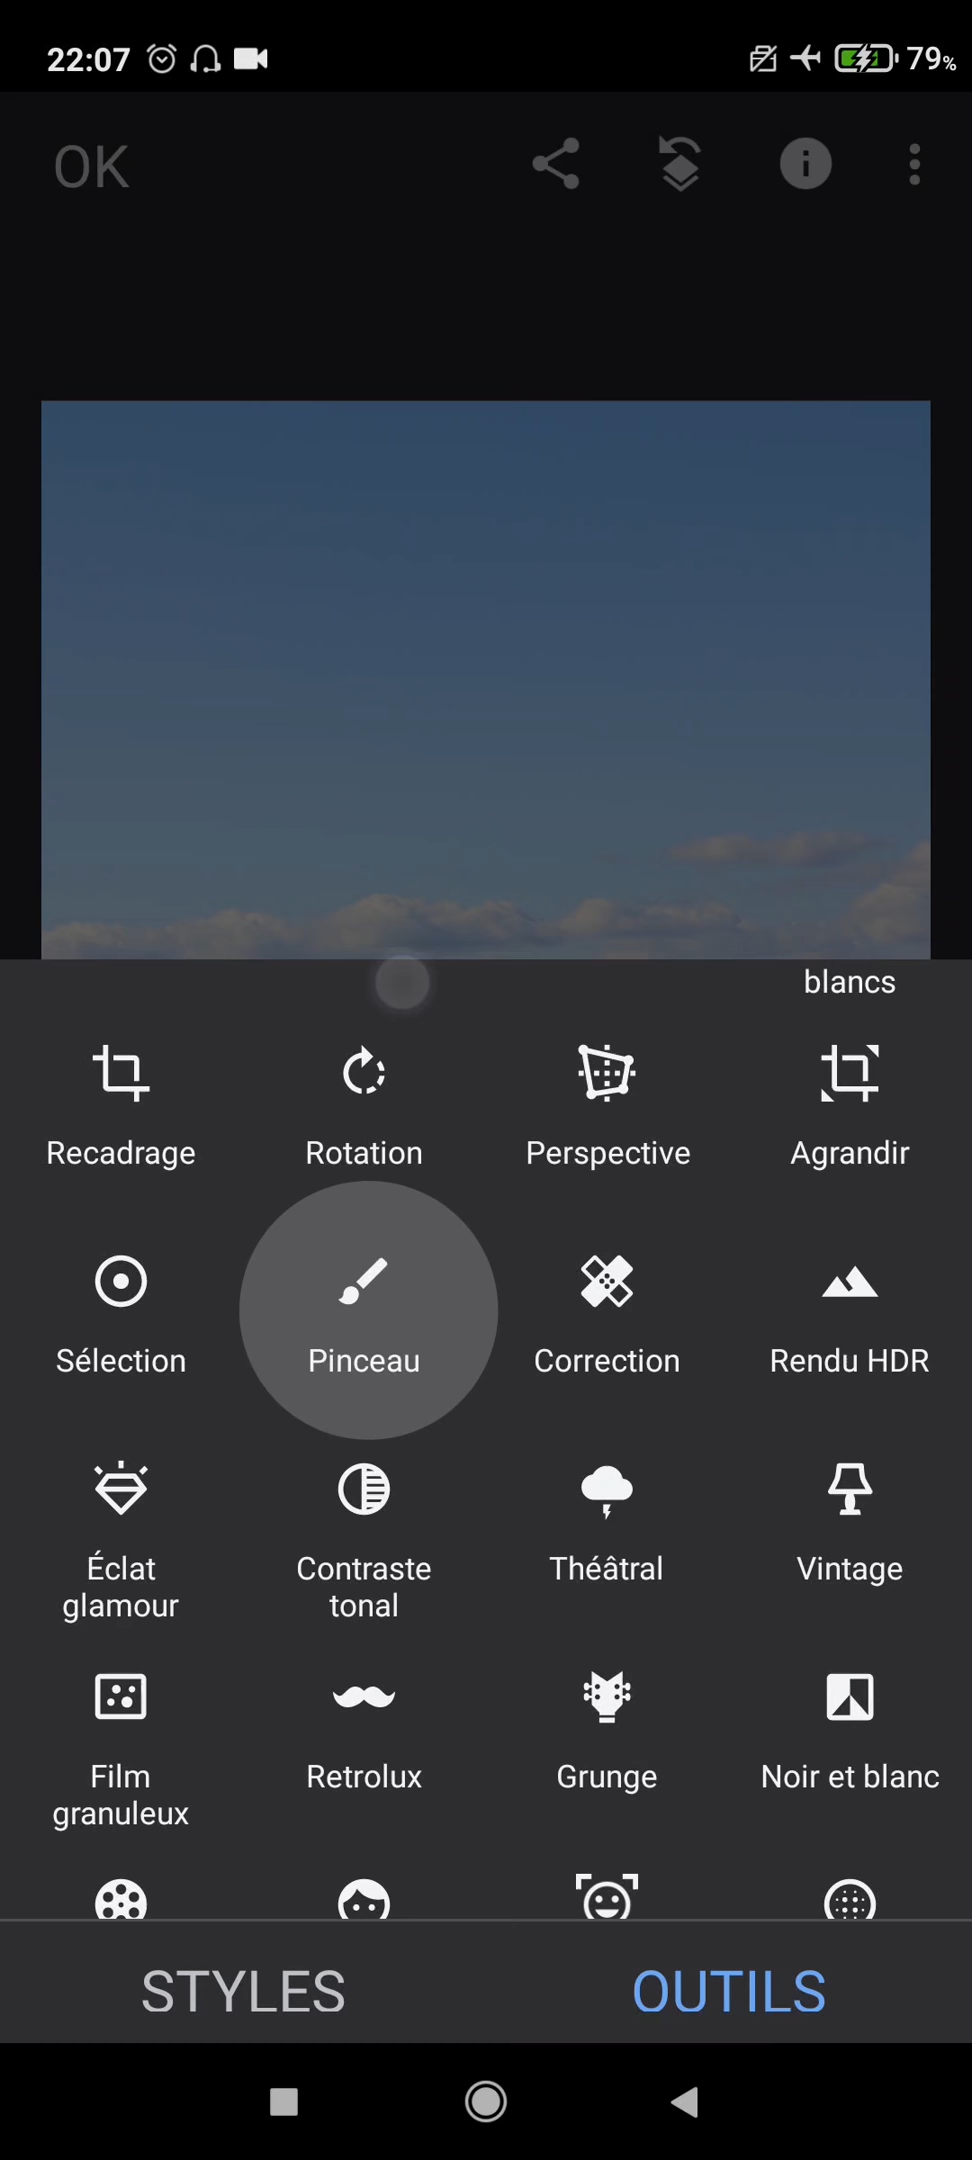 22:07
79%
OK
blancs
Recadrage
Rotation
Perspective
Agrandir
Sélection
Pinceau
Correction
Rendu HDR
Éclat
glamour
Contraste
tonal
Théâtral
Vintage
Film
granuleux
Retrolux
Grunge
Noir et blanc
STYLES
OUTILS